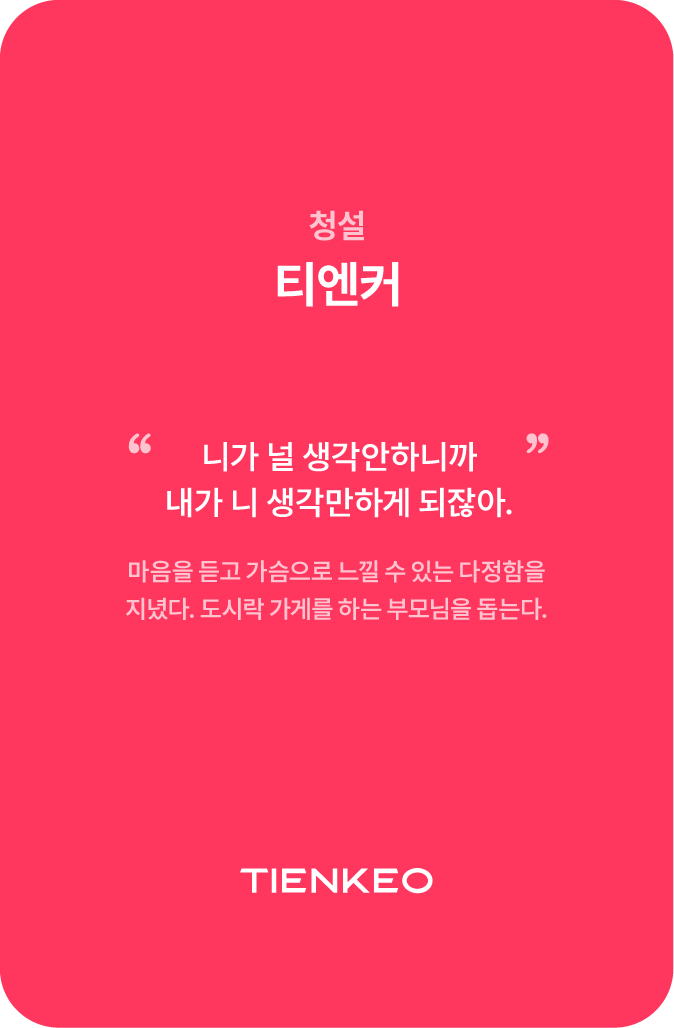 청설
티엔커
“ 니가 널 생각안하니까 ”
내가 니 생각만하게 되잖아.
마음을 듣고 가슴으로 느낄 수 있는 다정함을
지녔다. 도시락 가게를 하는 부모님을 돕는다.
TIENKEO